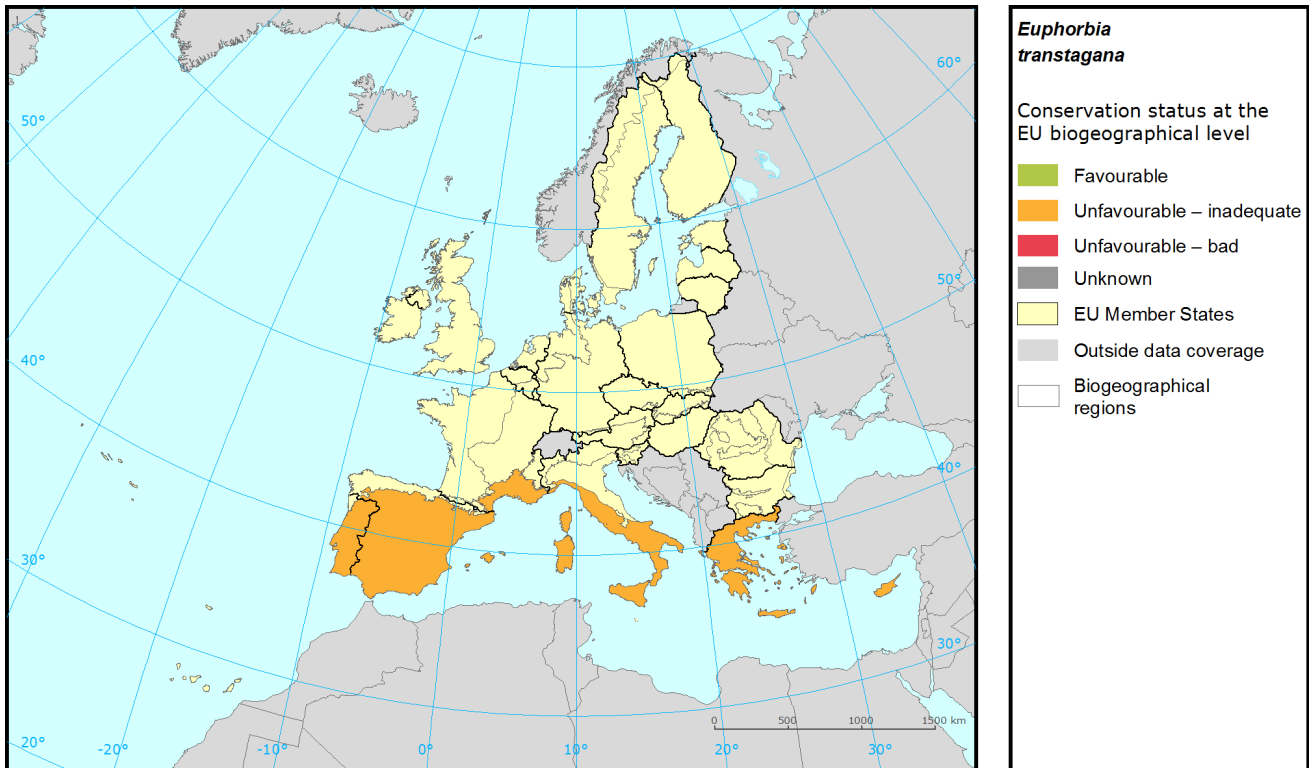 60°
50°
50°
40°
40°
30°
30°
20°
-20°
-10°
0°
10°
20°
30°
0 500 1000 1500 km
Euphorbia
transtagana
Conservation status at the
EU biogeographical level
Favourable
Unfavourable – inadequate
Unfavourable – bad
Unknown
EU Member States
Outside data coverage
Biogeographical
regions